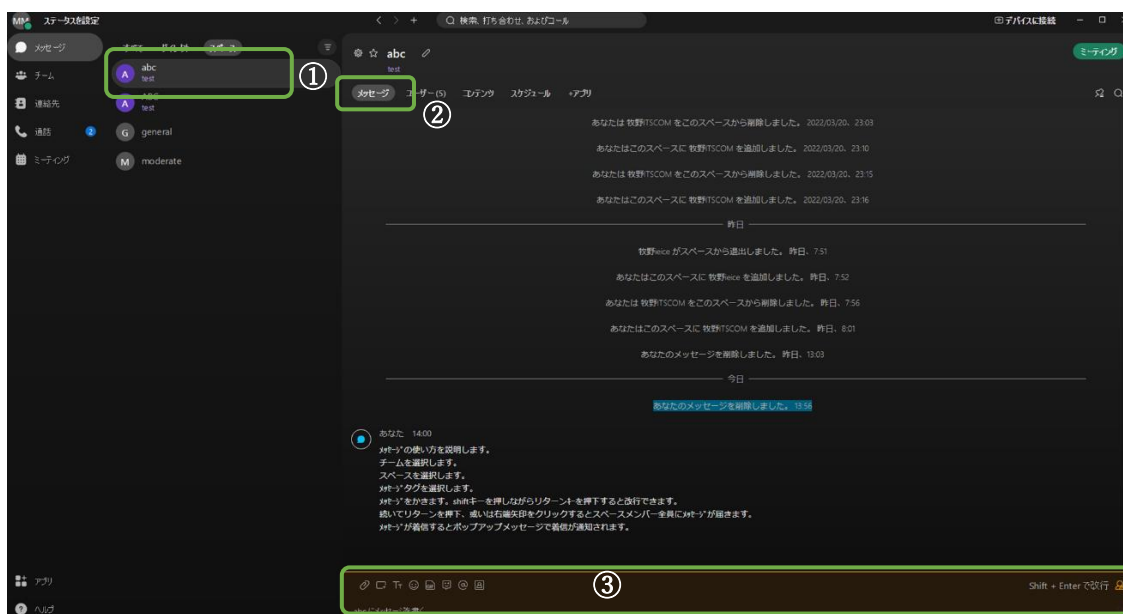 MM ステータスを設定
検索, 打ち合せ, およびコール
デバイスに接続
メッセージ
チーム
連絡先
通話 2
ミーティング
スペース
A abc
test
①
A ABC
test
G general
M moderate
abc
test
ミーティング
メッセージ ユーザー (5) コンテンツ スケジュール +アプリ
②
あなたは 牧野ITSCOM をこのスペースから削除しました。 2022/03/20、23:03
あなたはこのスペースに 牧野ITSCOM を追加しました。 2022/03/20、23:10
あなたは 牧野ITSCOM をこのスペースから削除しました。 2022/03/20、23:15
あなたはこのスペースに 牧野ITSCOM を追加しました。 2022/03/20、23:16
昨日
牧野ieice がスペースから退出しました。 昨日、7:51
あなたはこのスペースに 牧野ieice を追加しました。 昨日、7:52
あなたは 牧野ITSCOM をこのスペースから削除しました。 昨日、7:56
あなたはこのスペースに 牧野ITSCOM を追加しました。 昨日、8:01
あなたのメッセージを削除しました。 昨日、13:03
今日
あなたのメッセージを削除しました。 13:56
あなた 14:00
ﾒｯｾｰｼﾞの使い方を説明します。
チームを選択します。
スペースを選択します。
ﾒｯｾｰｼﾞタグを選択します。
ﾒｯｾｰｼﾞをかきます。shiftキーを押しながらリターンキーを押下すると改行できます。
続いてリターンを押下、或いは右端矢印をクリックするとスペースメンバー全員にﾒｯｾｰｼﾞが届きます。
ﾒｯｾｰｼﾞが着信するとポップアップメッセージで着信が通知されます。
アプリ
ヘルプ
③
Shift + Enter で改行